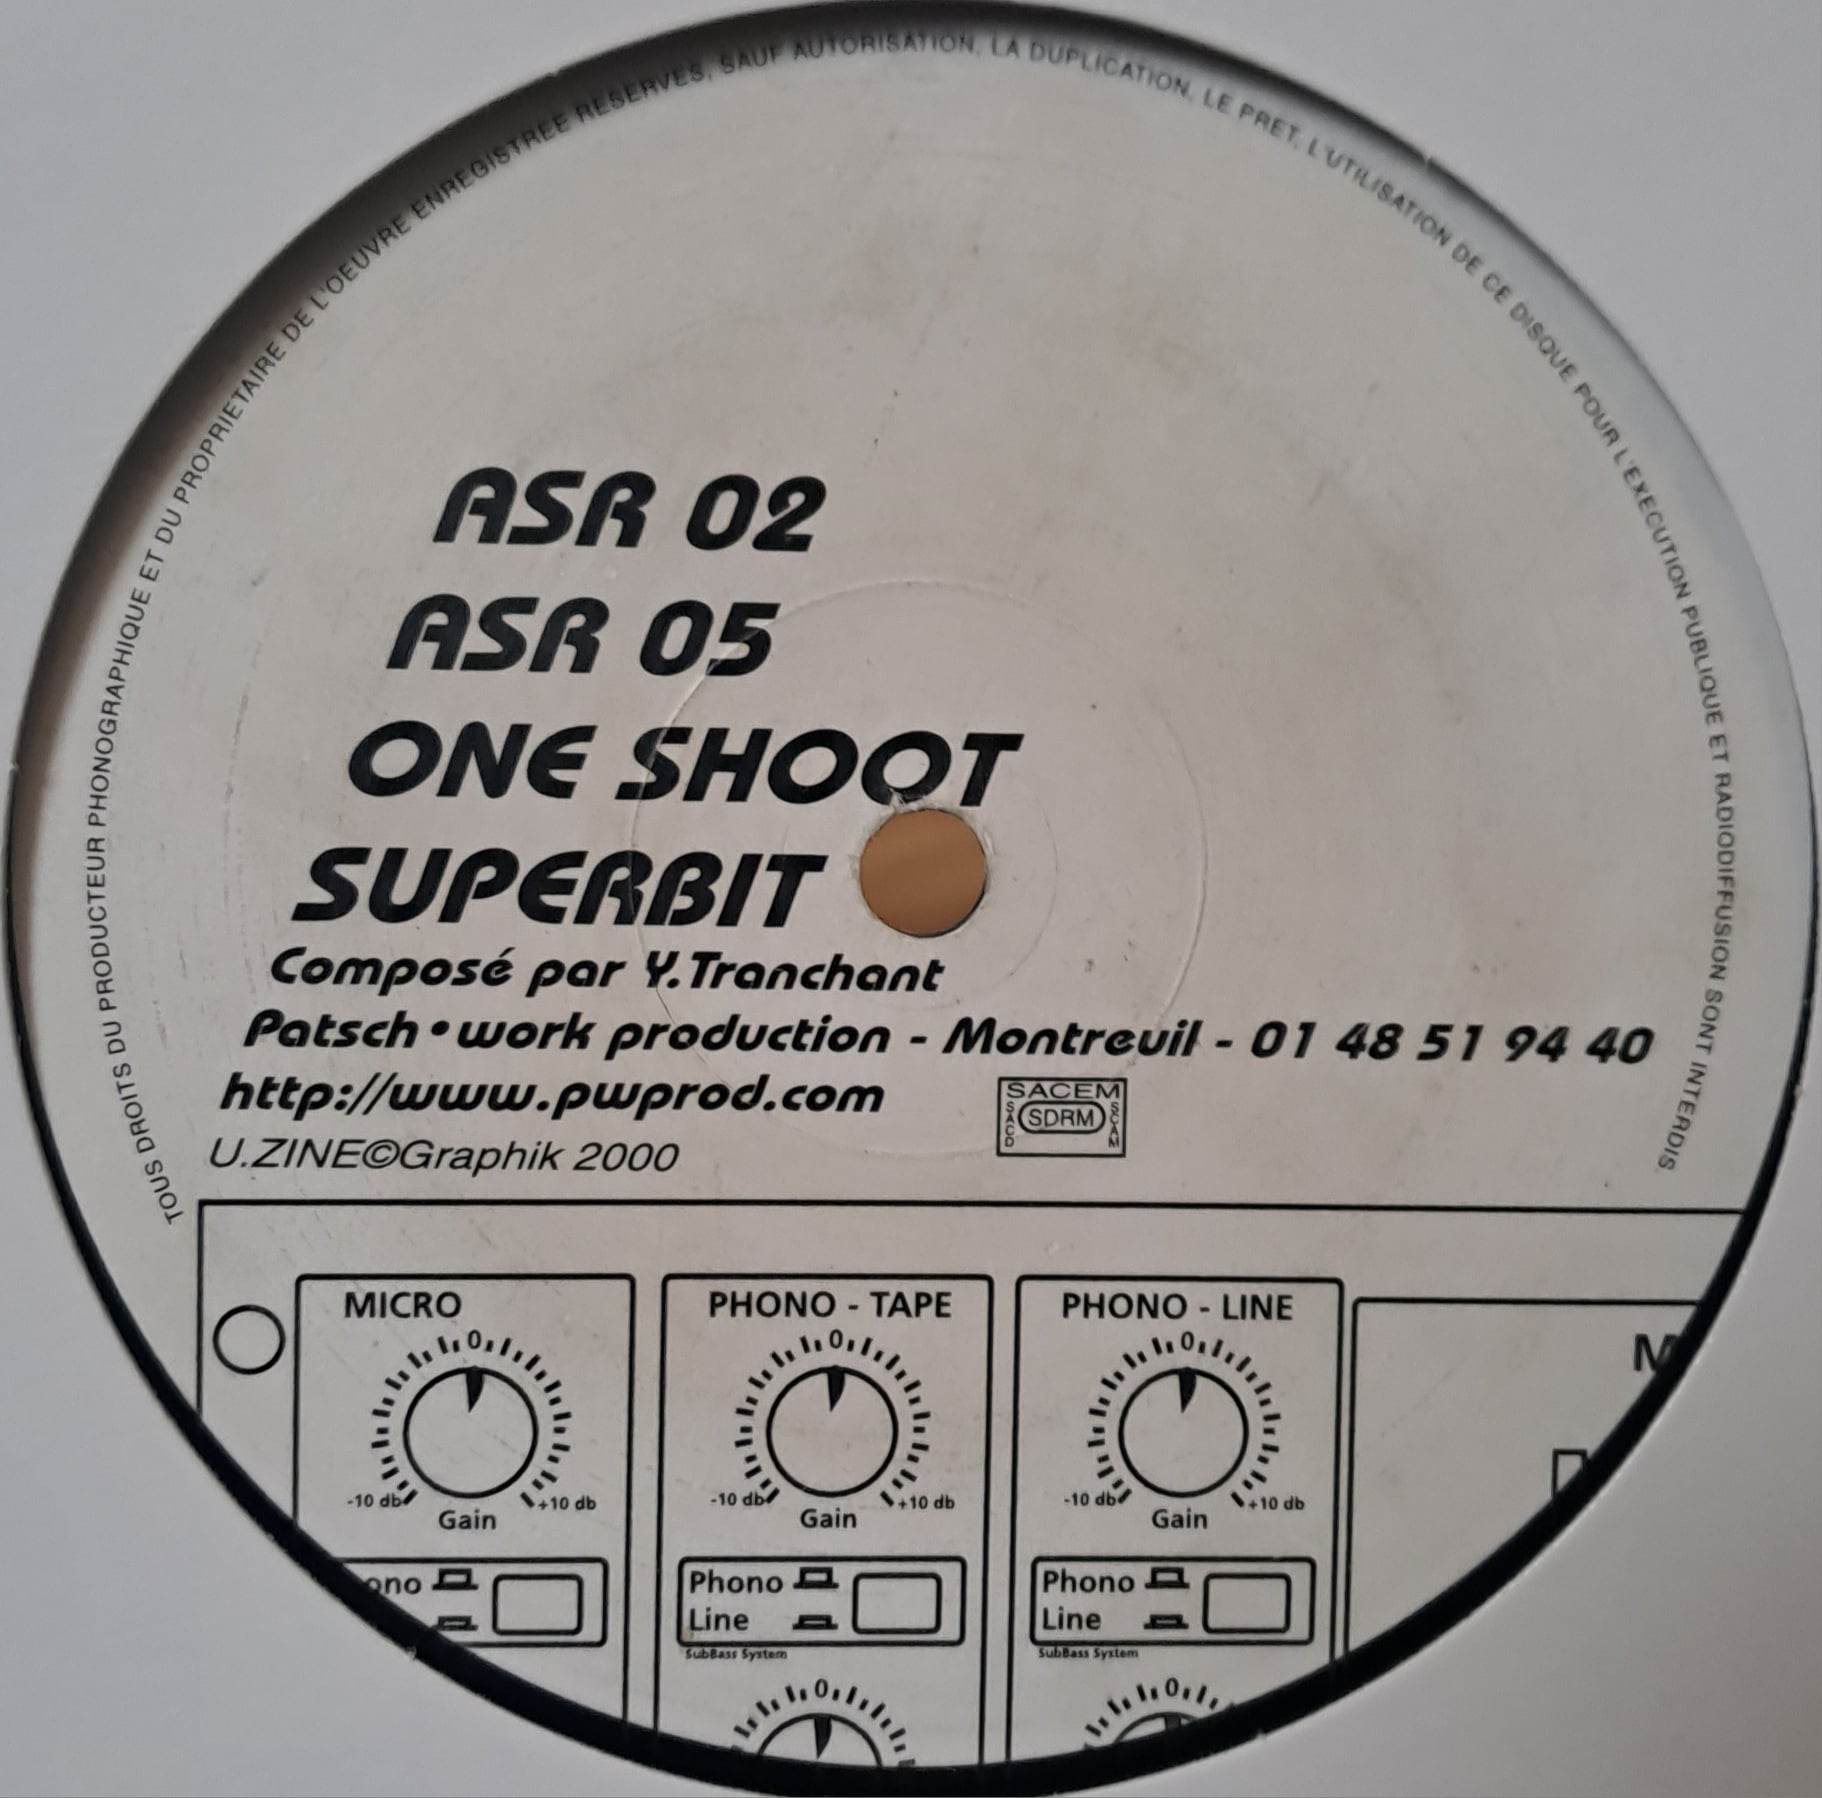 TOUS DROITS DU PRODUCTEUR PHONOGRAPHIQUE ET DU PROPRIETAIRE DE L'OEUVRE ENREGISTREE RESERVES, SAUF AUTORISATION, LA DUPLICATION, LE PRET, L'UTILISATION DE CE DISQUE POUR L'EXECUTION PUBLIQUE ET RADIODIFFUSION SONT INTERDIS
ASR 02
ASR 05
ONE SHOOT
SUPERBIT
Composé par Y.Tranchant
Patsch•work production - Montreuil - 01 48 51 94 40
http://www.pwprod.com
SACEM
SACD SDRM SCAM
U.ZINE©Graphik 2000
MICRO PHONO - TAPE PHONO - LINE
0 0 0
M
-10 db +10 db -10 db +10 db -10 db +10 db
Gain Gain Gain
ono Phono Phono
Line Line
SubBass System SubBass System
0 0